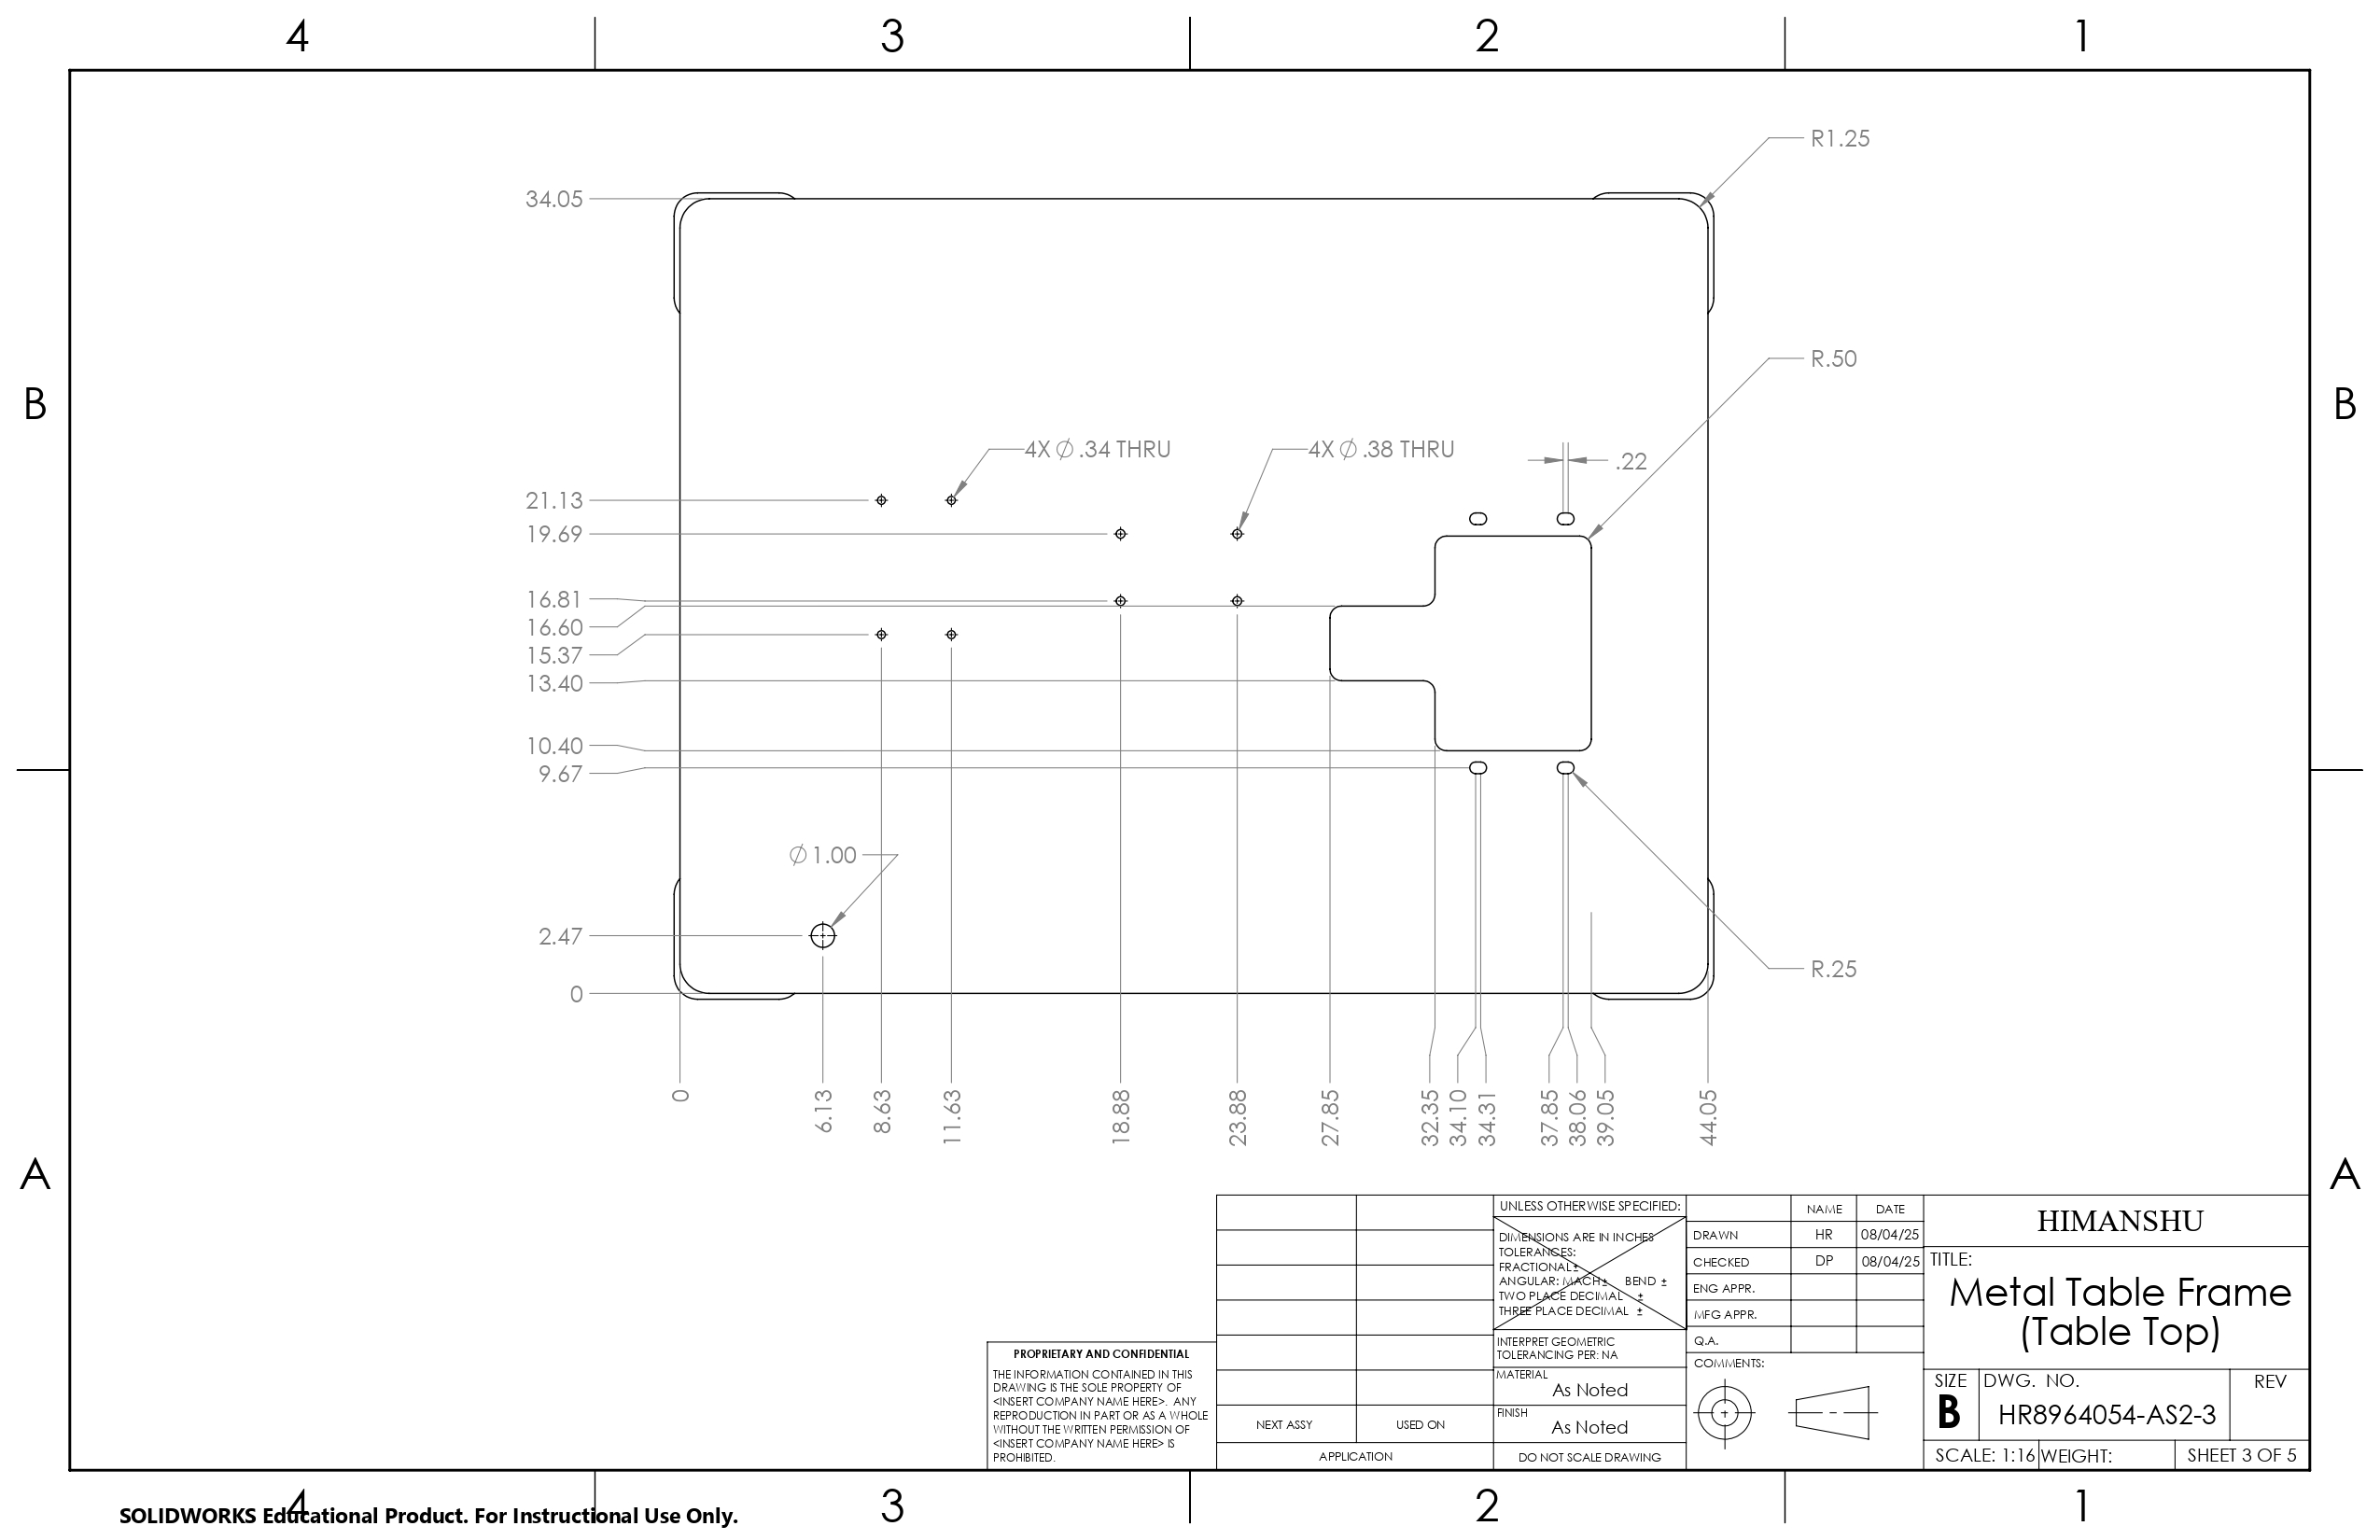 4 3 2 1
B B
A A
R1.25
34.05
R.50
4X Ø .34 THRU
4X Ø .38 THRU
.22
21.13
19.69
16.81
16.60
15.37
13.40
10.40
9.67
Ø 1.00
2.47
R.25
0
0 6.13 8.63 11.63 18.88 23.88 27.85 32.35 34.10 34.31 37.85 38.06 39.05 44.05
PROPRIETARY AND CONFIDENTIAL
THE INFORMATION CONTAINED IN THIS
DRAWING IS THE SOLE PROPERTY OF
<INSERT COMPANY NAME HERE>. ANY
REPRODUCTION IN PART OR AS A WHOLE
WITHOUT THE WRITTEN PERMISSION OF
<INSERT COMPANY NAME HERE> IS
PROHIBITED.
NEXT ASSY USED ON
APPLICATION
UNLESS OTHERWISE SPECIFIED:
DIMENSIONS ARE IN INCHES
TOLERANCES:
FRACTIONAL±
ANGULAR: MACH± BEND ±
TWO PLACE DECIMAL ±
THREE PLACE DECIMAL ±
INTERPRET GEOMETRIC
TOLERANCING PER: NA
MATERIAL
As Noted
FINISH
As Noted
DO NOT SCALE DRAWING
NAME DATE
DRAWN HR 08/04/25
CHECKED DP 08/04/25
ENG APPR.
MFG APPR.
Q.A.
COMMENTS:
HIMANSHU
TITLE:
Metal Table Frame
(Table Top)
SIZE DWG. NO. REV
B HR8964054-AS2-3
SCALE: 1:16 WEIGHT: SHEET 3 OF 5
4 3 2 1
SOLIDWORKS Educational Product. For Instructional Use Only.